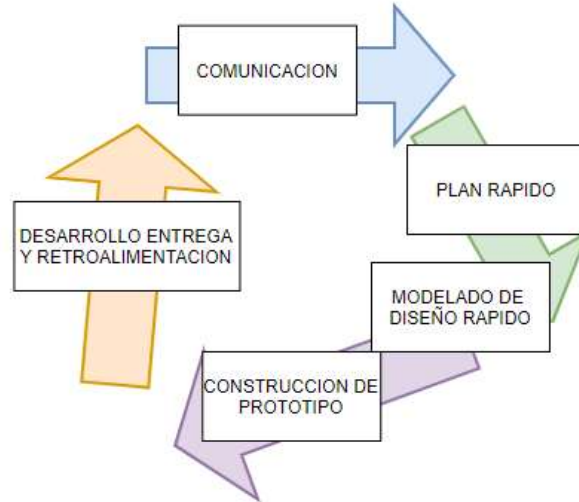 COMUNICACION
PLAN RAPIDO
MODELADO DE
DISEÑO RAPIDO
CONSTRUCCION DE
PROTOTIPO
DESARROLLO ENTREGA
Y RETROALIMENTACION